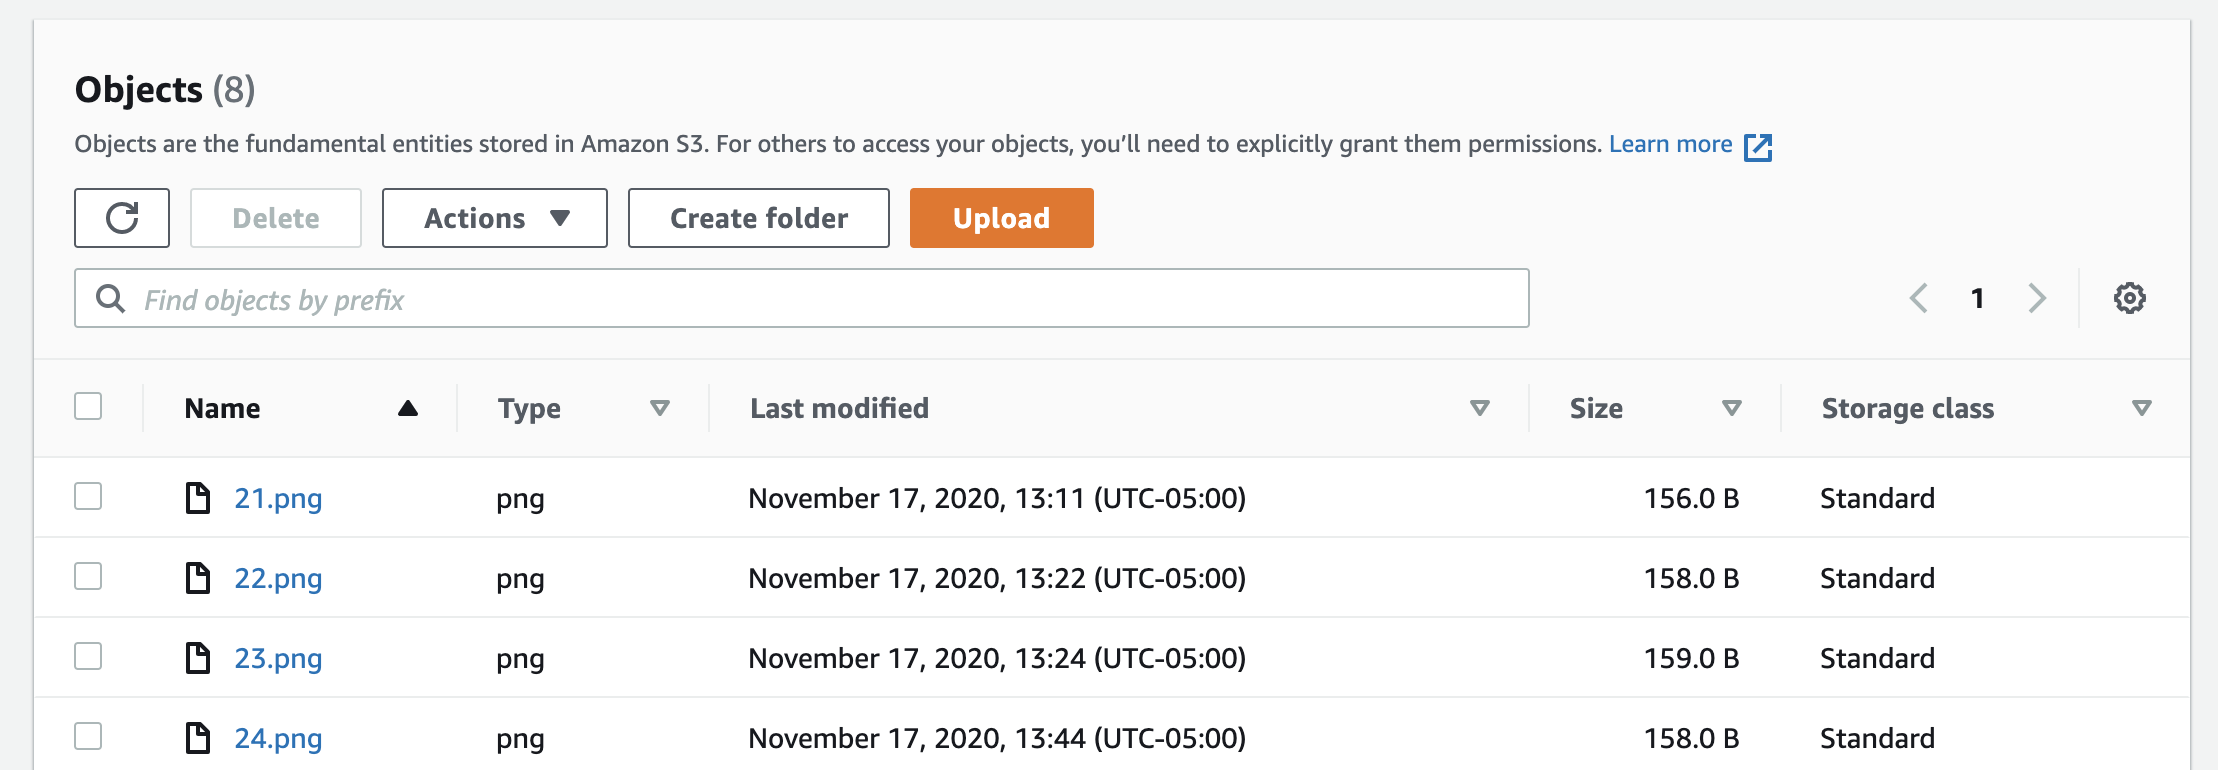 Objects (8)
Objects are the fundamental entities stored in Amazon S3. For others to access your objects, you’ll need to explicitly grant them permissions. Learn more
Delete Actions Create folder Upload
Find objects by prefix 1
Name Type Last modified Size Storage class
21.png png November 17, 2020, 13:11 (UTC-05:00) 156.0 B Standard
22.png png November 17, 2020, 13:22 (UTC-05:00) 158.0 B Standard
23.png png November 17, 2020, 13:24 (UTC-05:00) 159.0 B Standard
24.png png November 17, 2020, 13:44 (UTC-05:00) 158.0 B Standard